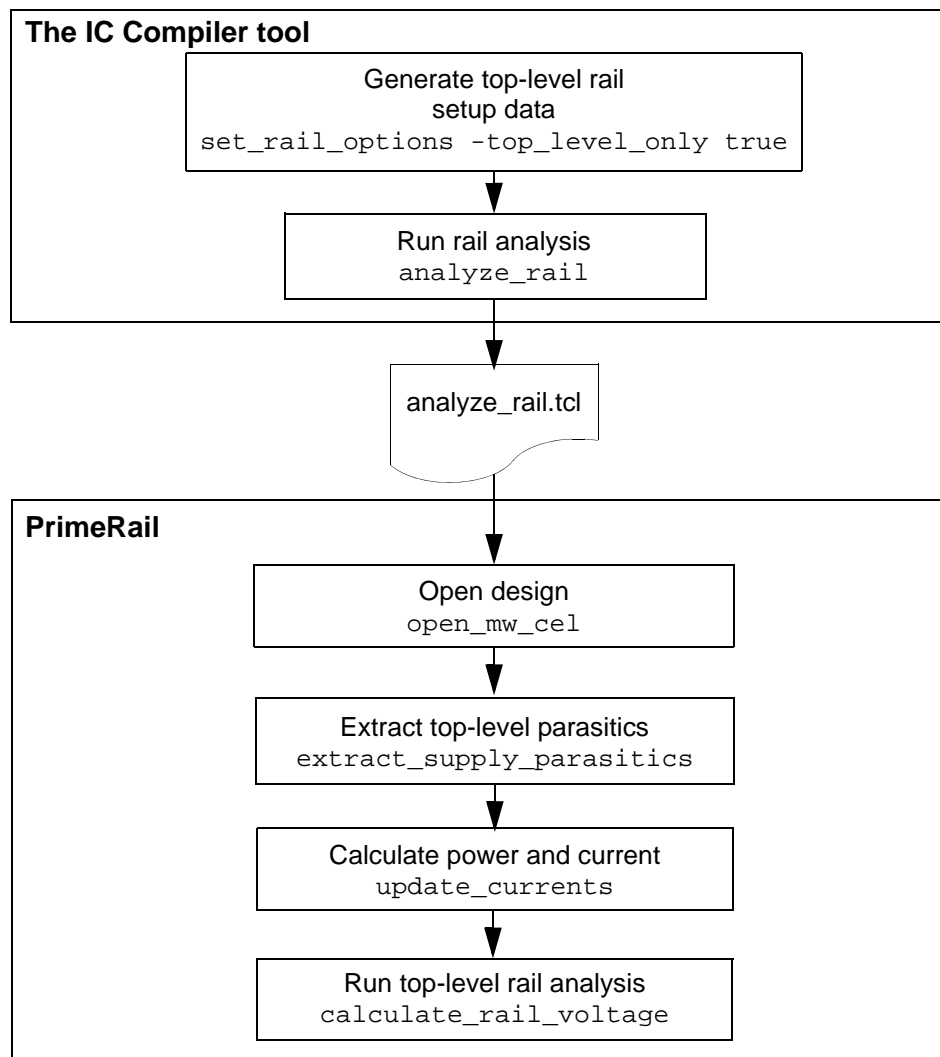 The IC Compiler tool
Generate top-level rail
setup data
set_rail_options -top_level_only true
Run rail analysis
analyze_rail
analyze_rail.tcl
PrimeRail
Open design
open_mw_cel
Extract top-level parasitics
extract_supply_parasitics
Calculate power and current
update_currents
Run top-level rail analysis
calculate_rail_voltage